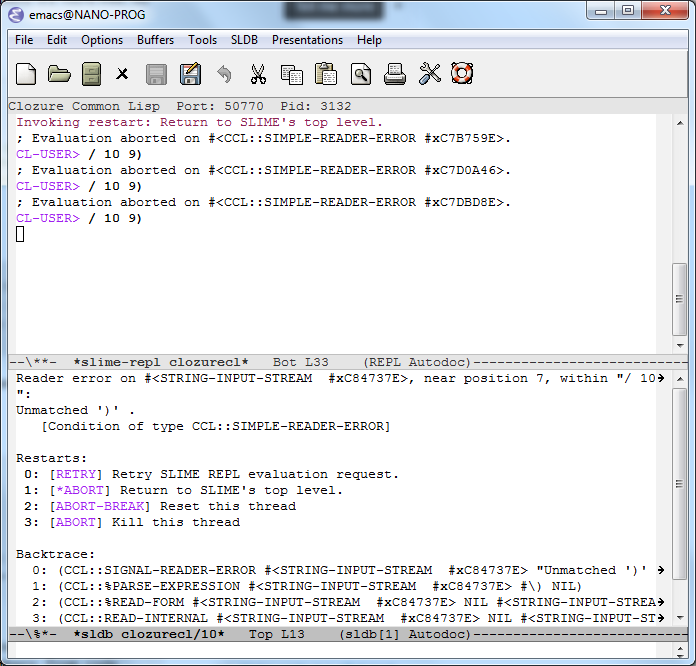 emacs@NANO-PROG
File Edit Options Buffers Tools SLDB Presentations Help
Clozure Common Lisp  Port: 50770  Pid: 3132
Invoking restart: Return to SLIME's top level.
; Evaluation aborted on #<CCL::SIMPLE-READER-ERROR #xC7B759E>.
CL-USER> / 10 9)
; Evaluation aborted on #<CCL::SIMPLE-READER-ERROR #xC7D0A46>.
CL-USER> / 10 9)
; Evaluation aborted on #<CCL::SIMPLE-READER-ERROR #xC7DBD8E>.
CL-USER> / 10 9)
--\**-  *slime-repl clozurecl*   Bot L33    (REPL Autodoc)--------------------------
Reader error on #<STRING-INPUT-STREAM  #xC84737E>, near position 7, within "/ 10
":
Unmatched ')' .
   [Condition of type CCL::SIMPLE-READER-ERROR]
Restarts:
 0: [RETRY] Retry SLIME REPL evaluation request.
 1: [*ABORT] Return to SLIME's top level.
 2: [ABORT-BREAK] Reset this thread
 3: [ABORT] Kill this thread
Backtrace:
  0: (CCL::SIGNAL-READER-ERROR #<STRING-INPUT-STREAM  #xC84737E> "Unmatched ')'
  1: (CCL::%PARSE-EXPRESSION #<STRING-INPUT-STREAM  #xC84737E> #\) NIL)
  2: (CCL::%READ-FORM #<STRING-INPUT-STREAM  #xC84737E> NIL #<STRING-INPUT-STREA
  3: (CCL::READ-INTERNAL #<STRING-INPUT-STREAM  #xC84737E> NIL #<STRING-INPUT-ST
--\%*-  *sldb clozurecl/10*   Top L13    (sldb[1] Autodoc)--------------------------